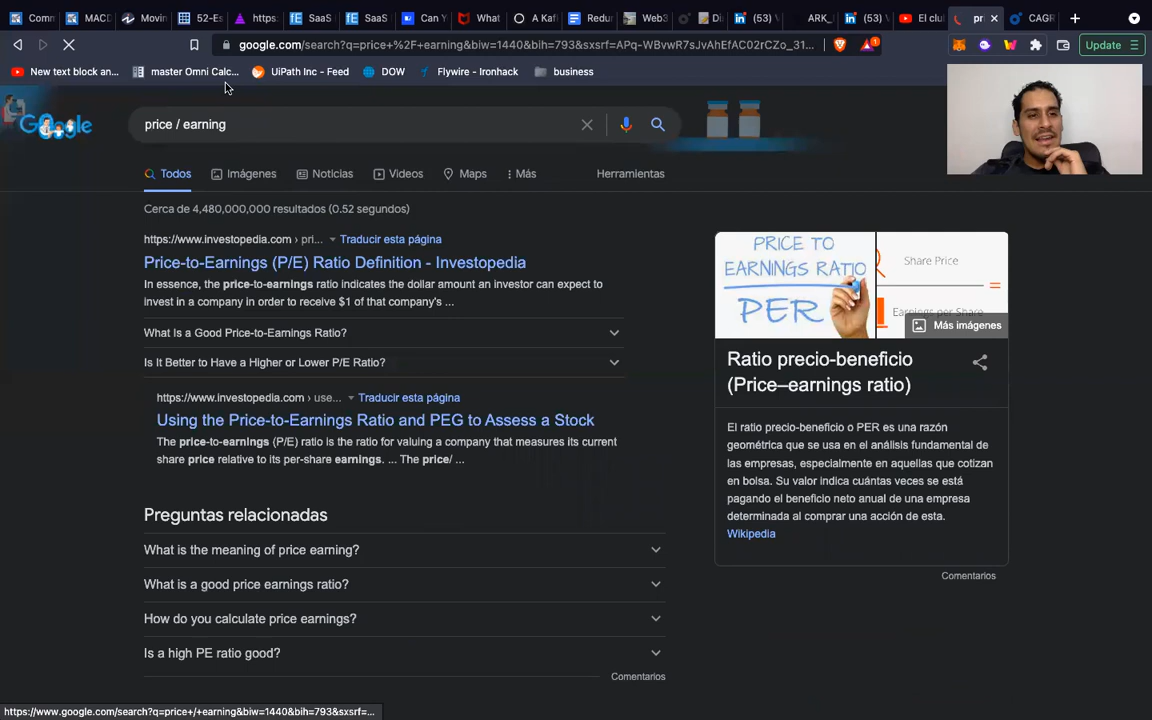 Comn
MACD
Movin
52-Es
https:
SaaS
SaaS
Can Y
What
A Kafl
Redur
Web3
Di
(53)
ARK_
(53)
El clul
pr
CAGR
google.com/search?q=price+%2F+earning&biw=1440&bih=793&sxsrf=APq-WBvwR7sJvAhEfAC02rCZo_31...
1
Update
New text block an...
master Omni Calc...
UiPath Inc - Feed
DOW
Flywire - Ironhack
business
Google
price / earning
Todos
Imágenes
Noticias
Videos
Maps
Más
Herramientas
Cerca de 4,480,000,000 resultados (0.52 segundos)
https://www.investopedia.com › pri... Traducir esta página
Price-to-Earnings (P/E) Ratio Definition - Investopedia
In essence, the price-to-earnings ratio indicates the dollar amount an investor can expect to
invest in a company in order to receive $1 of that company's ...
What Is a Good Price-to-Earnings Ratio?
Is It Better to Have a Higher or Lower P/E Ratio?
https://www.investopedia.com › use... Traducir esta página
Using the Price-to-Earnings Ratio and PEG to Assess a Stock
The price-to-earnings (P/E) ratio is the ratio for valuing a company that measures its current
share price relative to its per-share earnings. ... The price/ ...
Preguntas relacionadas
What is the meaning of price earning?
What is a good price earnings ratio?
How do you calculate price earnings?
Is a high PE ratio good?
Comentarios
PRICE TO
EARNINGS RATIO
PER
Share Price
Earnings per Share
Más imágenes
Ratio precio-beneficio
(Price–earnings ratio)
El ratio precio-beneficio o PER es una razón
geométrica que se usa en el análisis fundamental de
las empresas, especialmente en aquellas que cotizan
en bolsa. Su valor indica cuántas veces se está
pagando el beneficio neto anual de una empresa
determinada al comprar una acción de esta.
Wikipedia
Comentarios
https://www.google.com/search?q=price+/+earning&biw=1440&bih=793&sxsrf=...